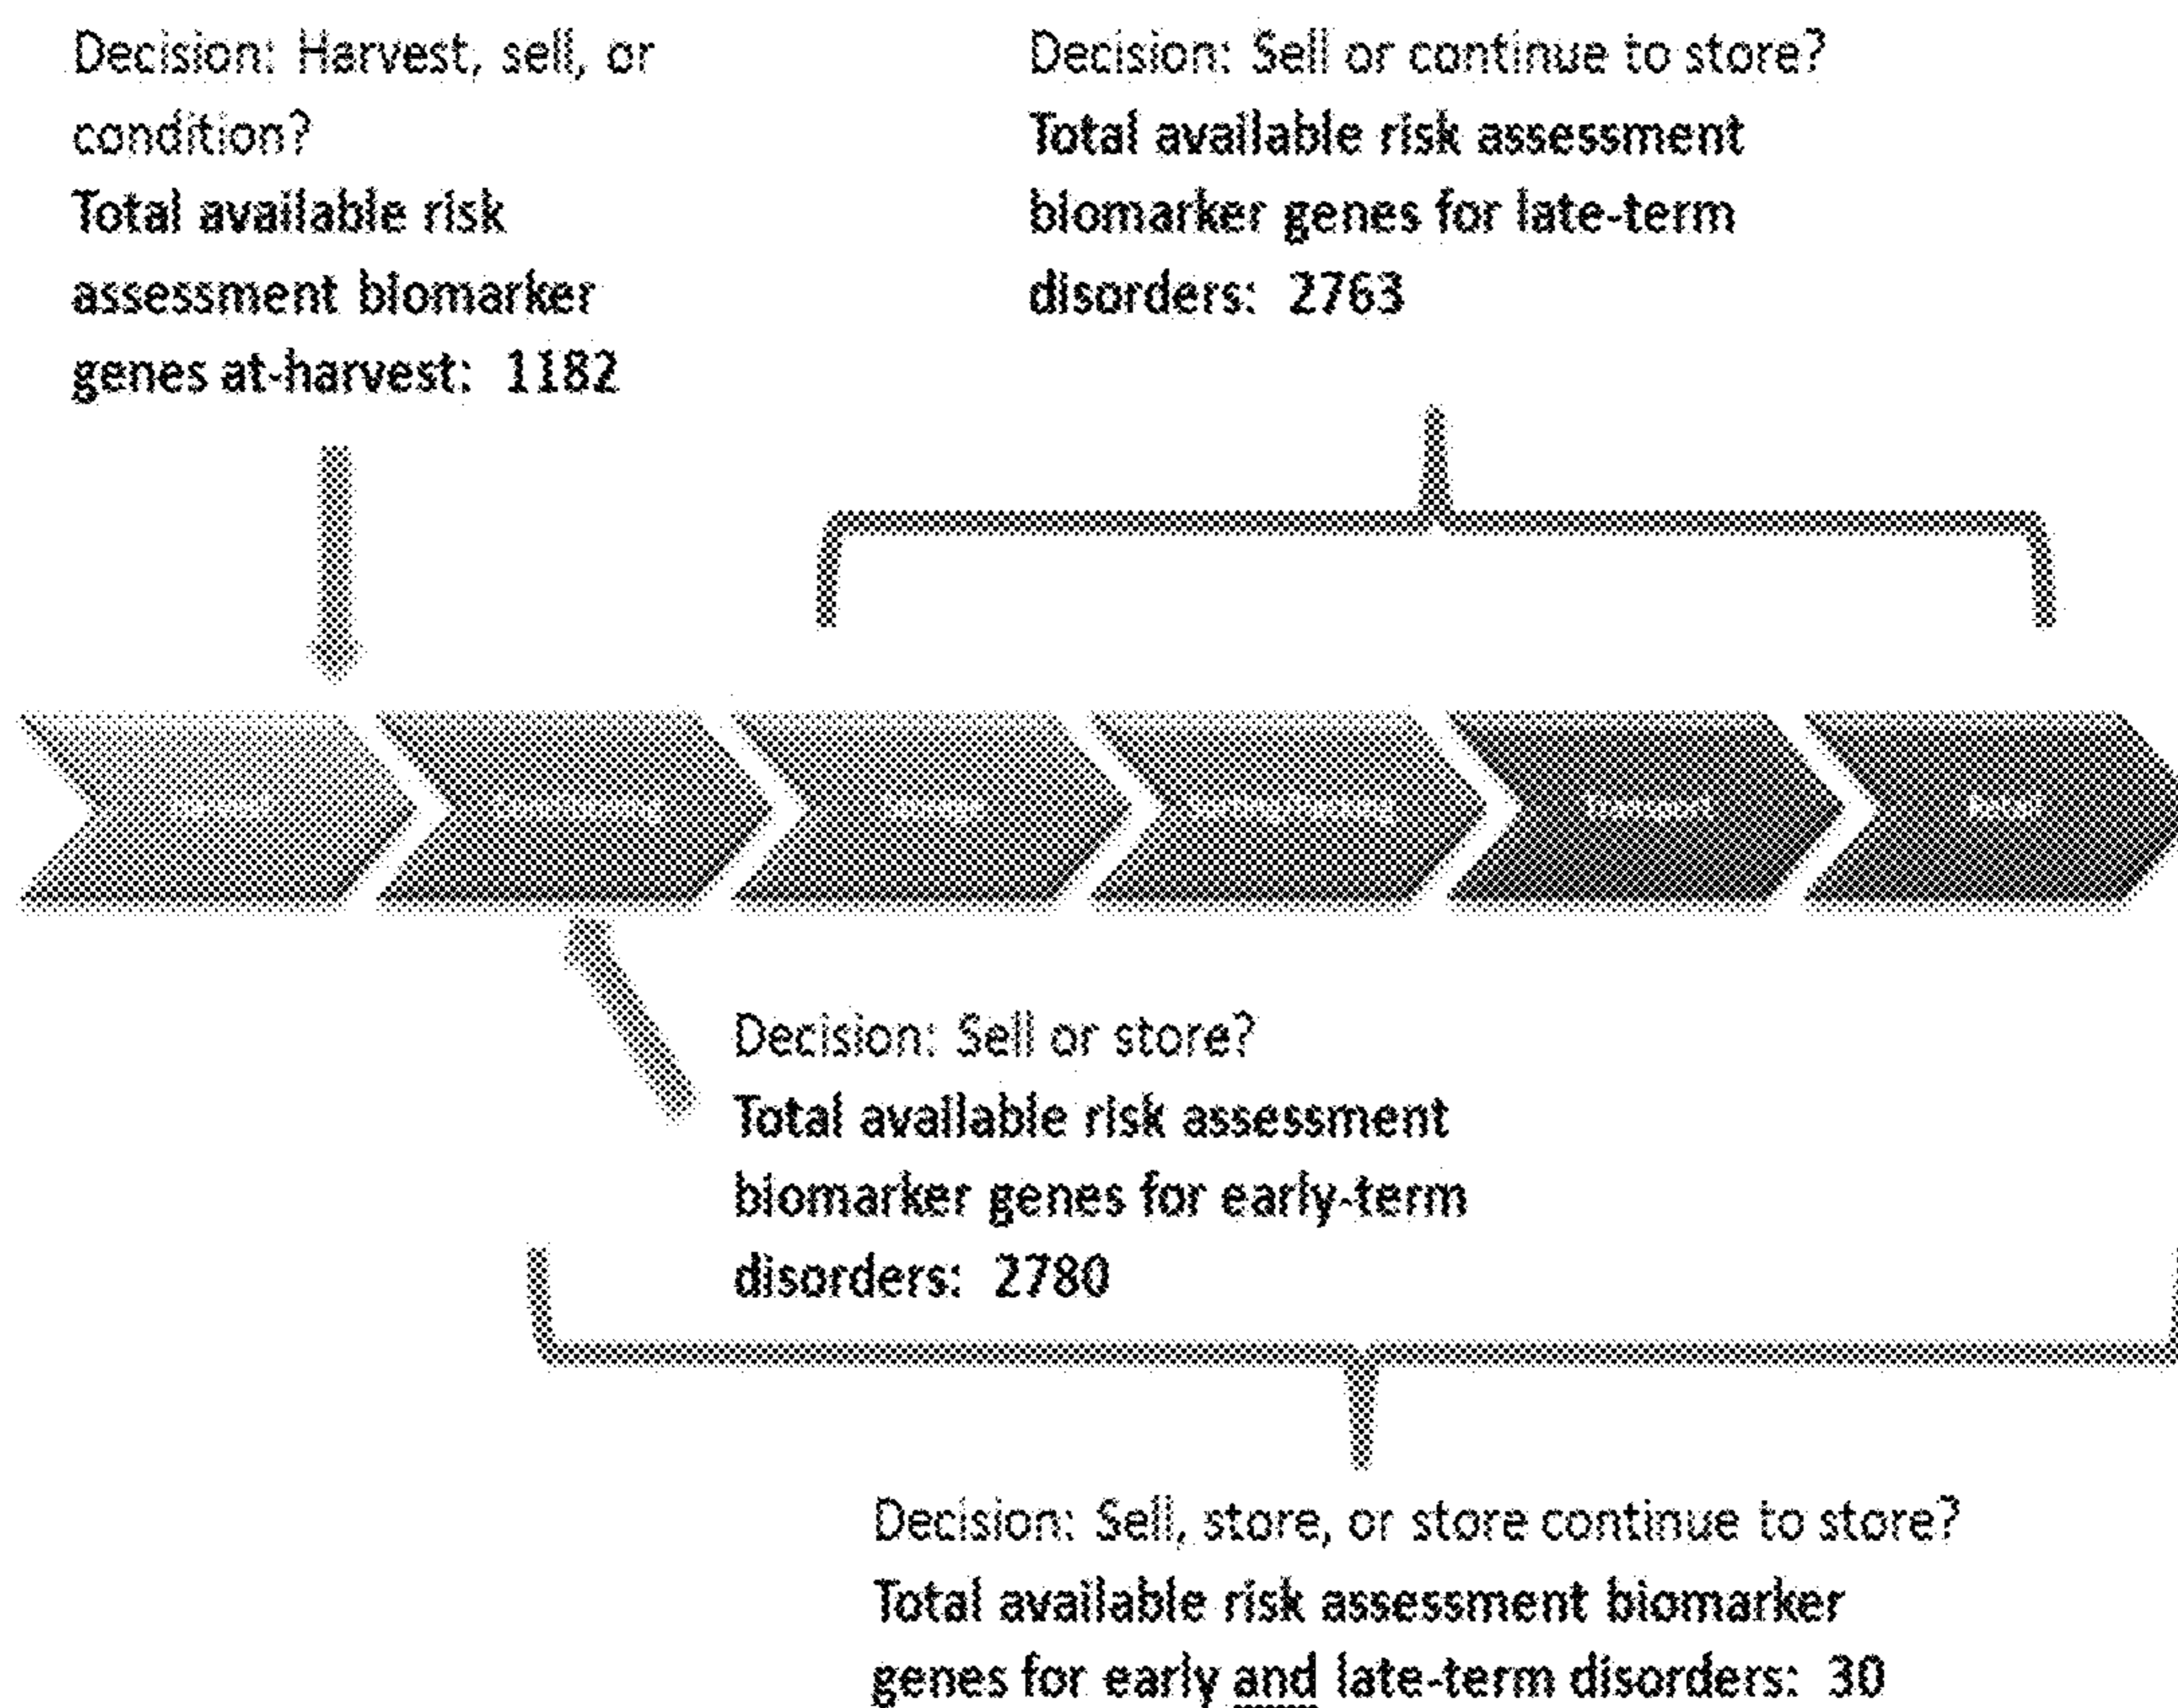 Decision: Harvest, sell, or
condition?
Total available risk
assessment biomarker
genes at-harvest: 1182
Decision: Sell or continue to store?
Total available risk assessment
biomarker genes for late-term
disorders: 2763
Transport
Decision: Sell or store?
Total available risk assessment
biomarker genes for early-term
disorders: 2780
Decision: Sell, store, or store continue to store?
Total available risk assessment biomarker
genes for early and late-term disorders: 30